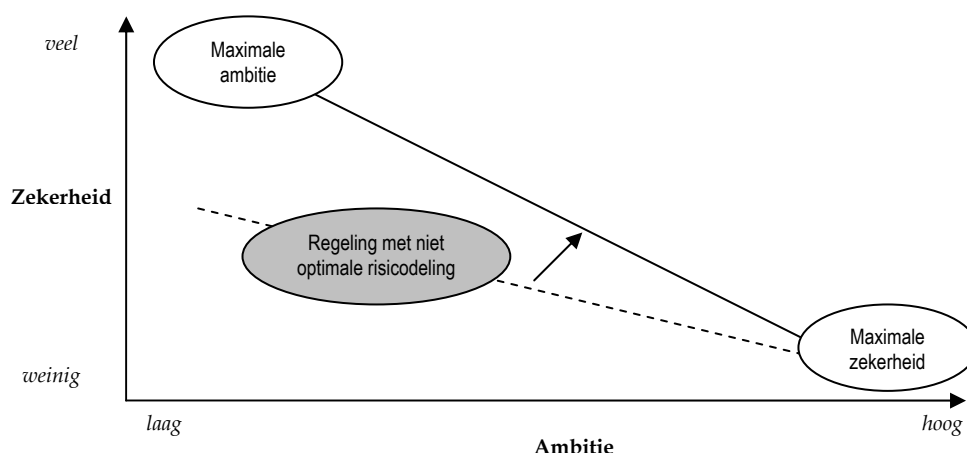 veel
Maximale
ambitie
Zekerheid
Regeling met niet
optimale risicodeling
Maximale
zekerheid
weinig
laag
hoog
Ambitie